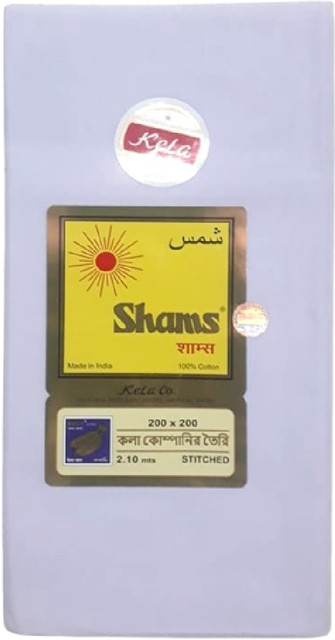 Kela
شمس
Shams®
शाम्स
Made in India
100% Cotton
KeLa Co.
200 x 200
কলা কোম্পানির তৈরি
2.10 mts
STITCHED